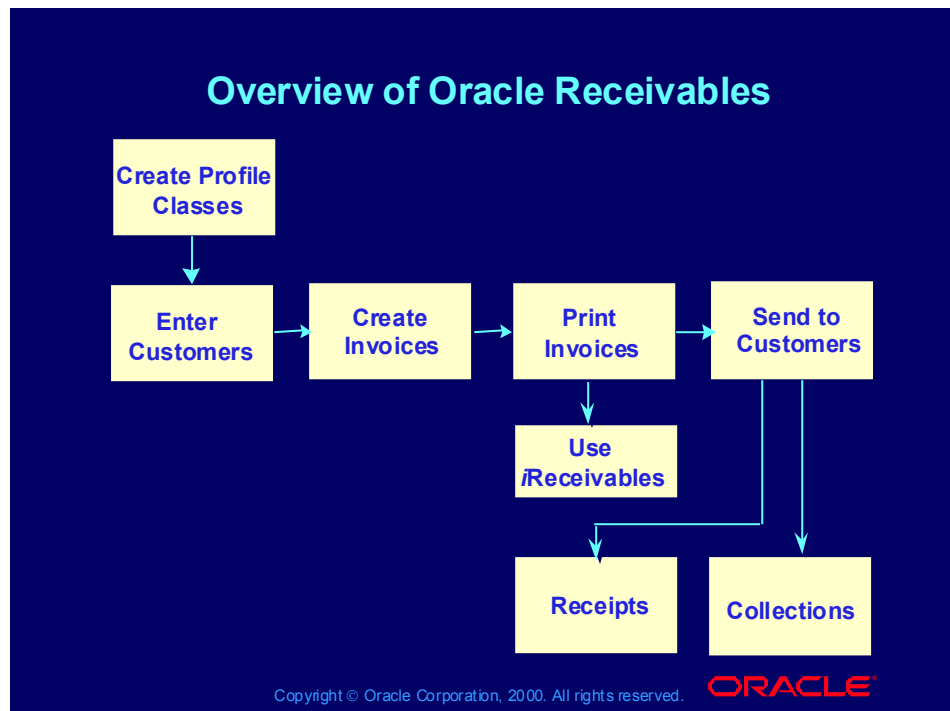 Overview of Oracle Receivables
Create Profile
Classes
Enter
Customers
Create
Invoices
Print
Invoices
Send to
Customers
Use
iReceivables
Receipts
Collections
Copyright © Oracle Corporation, 2000. All rights reserved.
ORACLE®